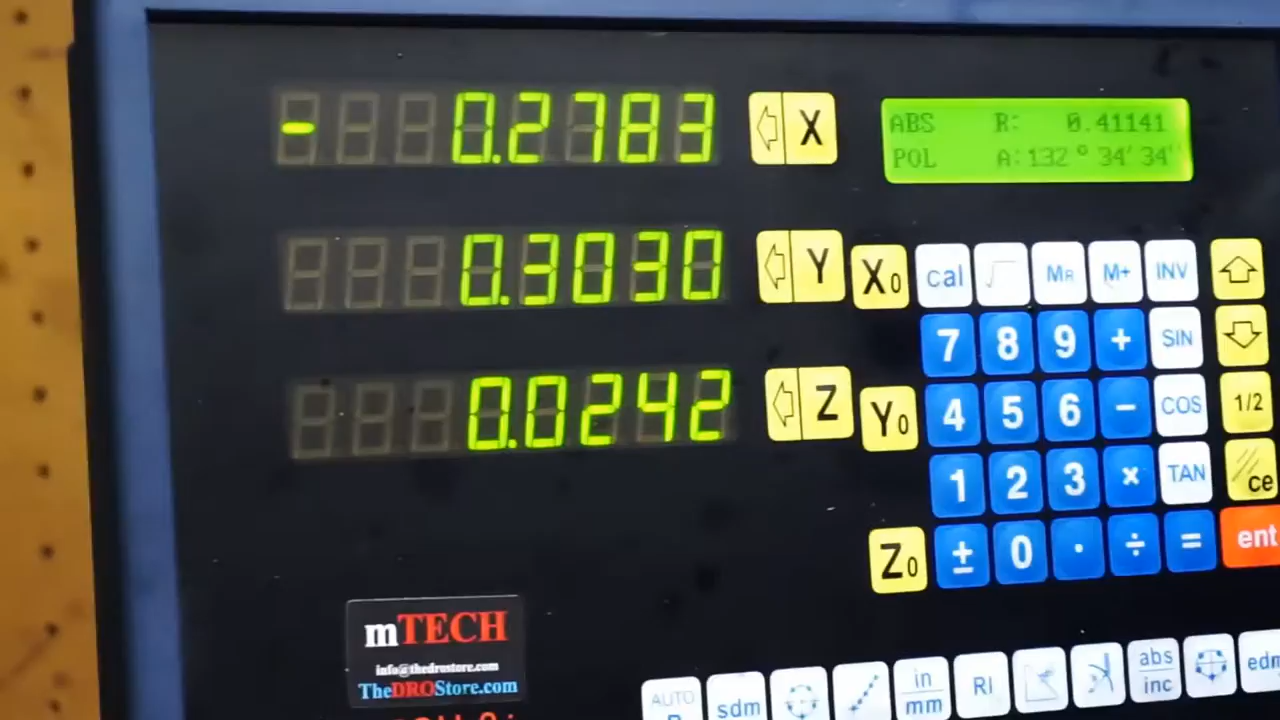 -0.2783 X
ABS R: 0.41141
POL A:132° 34' 34"
0.3030 Y
X0 cal √ MR M+ INV
7 8 9 + SIN
0.0242 Z
Y0 4 5 6 - COS 1/2
1 2 3 × TAN ce
Z0 ± 0 · ÷ = ent
mTECH
info@thedrostore.com
TheDROStore.com
AUTO sdm in/mm RI abs/inc edm